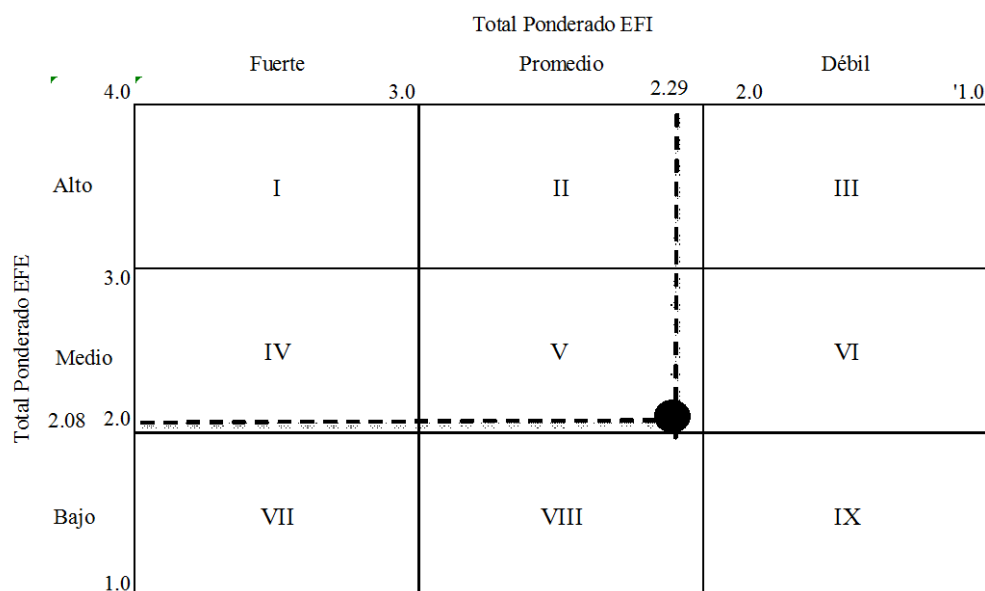 Total Ponderado EFI
Fuerte Promedio Débil
4.0 3.0 2.29 2.0 '1.0
Alto I II III
3.0
Total Ponderado EFE
Medio IV V VI
2.08 2.0
Bajo VII VIII IX
1.0